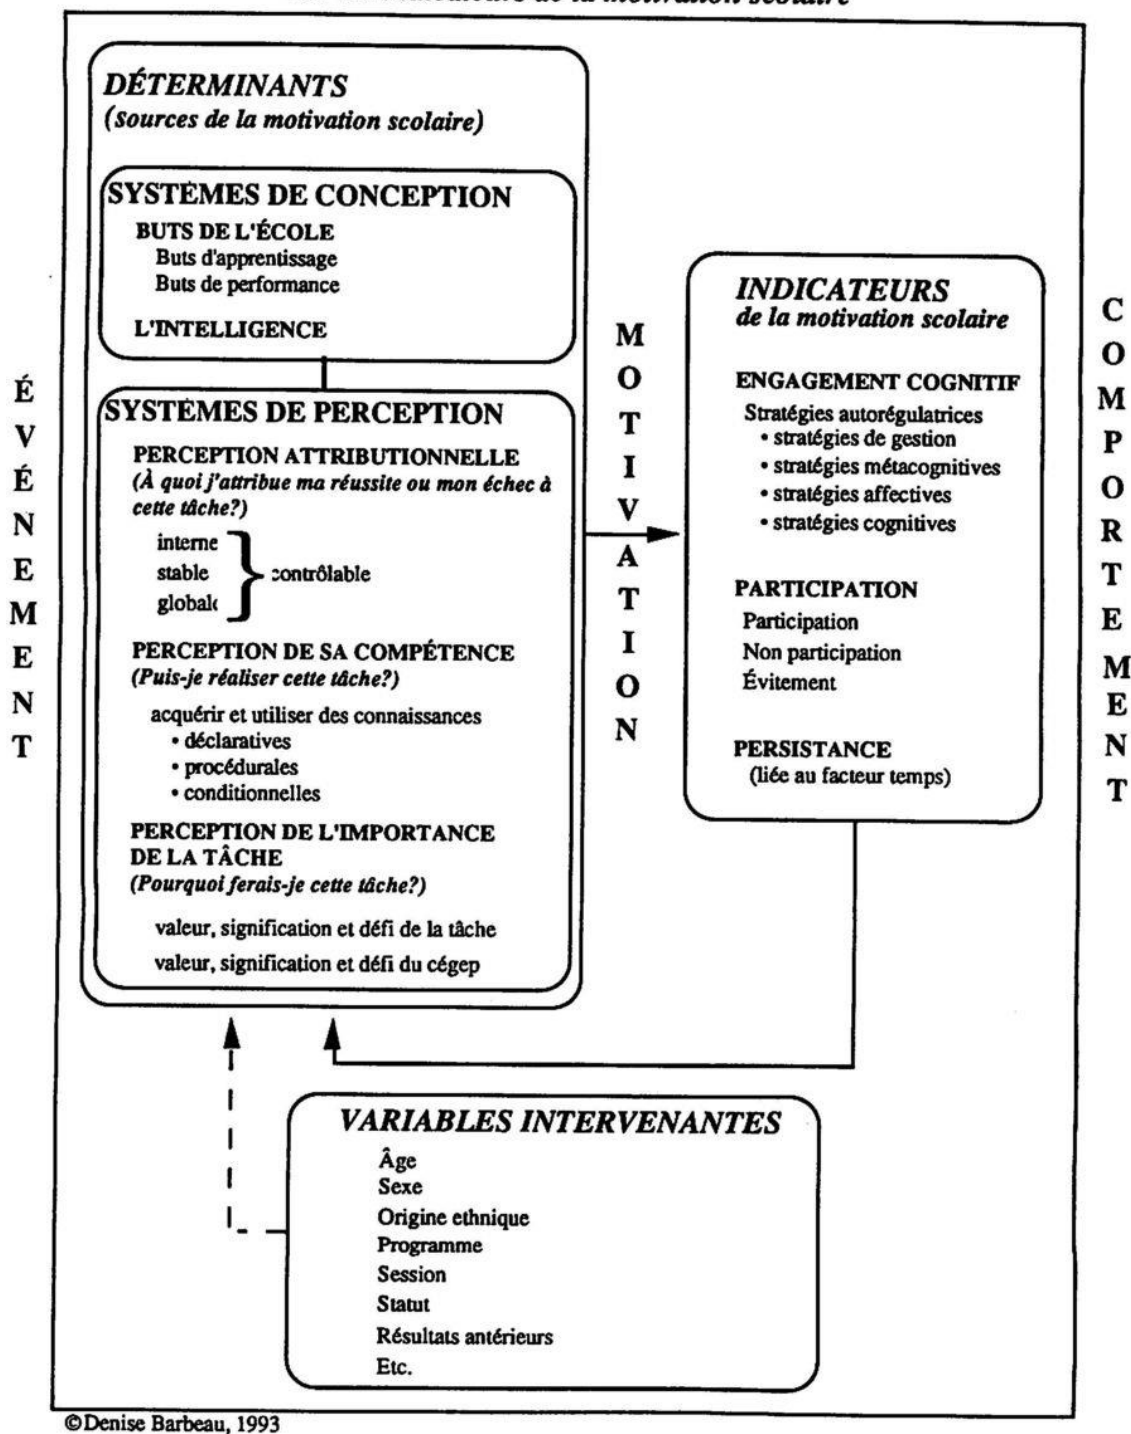 de la motivation scolaire
DÉTERMINANTS
(sources de la motivation scolaire)
SYSTÈMES DE CONCEPTION
BUTS DE L'ÉCOLE
Buts d'apprentissage
Buts de performance
L'INTELLIGENCE
SYSTÈMES DE PERCEPTION
PERCEPTION ATTRIBUTIONNELLE
(À quoi j'attribue ma réussite ou mon échec à
cette tâche?)
interne
stable
globale
contrôlable
PERCEPTION DE SA COMPÉTENCE
(Puis-je réaliser cette tâche?)
acquérir et utiliser des connaissances
• déclaratives
• procédurales
• conditionnelles
PERCEPTION DE L'IMPORTANCE
DE LA TÂCHE
(Pourquoi ferais-je cette tâche?)
valeur, signification et défi de la tâche
valeur, signification et défi du cégep
ÉVÉNEMENT
MOTIVATION
INDICATEURS
de la motivation scolaire
ENGAGEMENT COGNITIF
Stratégies autorégulatrices
• stratégies de gestion
• stratégies métacognitives
• stratégies affectives
• stratégies cognitives
PARTICIPATION
Participation
Non participation
Évitement
PERSISTANCE
(liée au facteur temps)
COMPORTEMENT
VARIABLES INTERVENANTES
Âge
Sexe
Origine ethnique
Programme
Session
Statut
Résultats antérieurs
Etc.
©Denise Barbeau, 1993